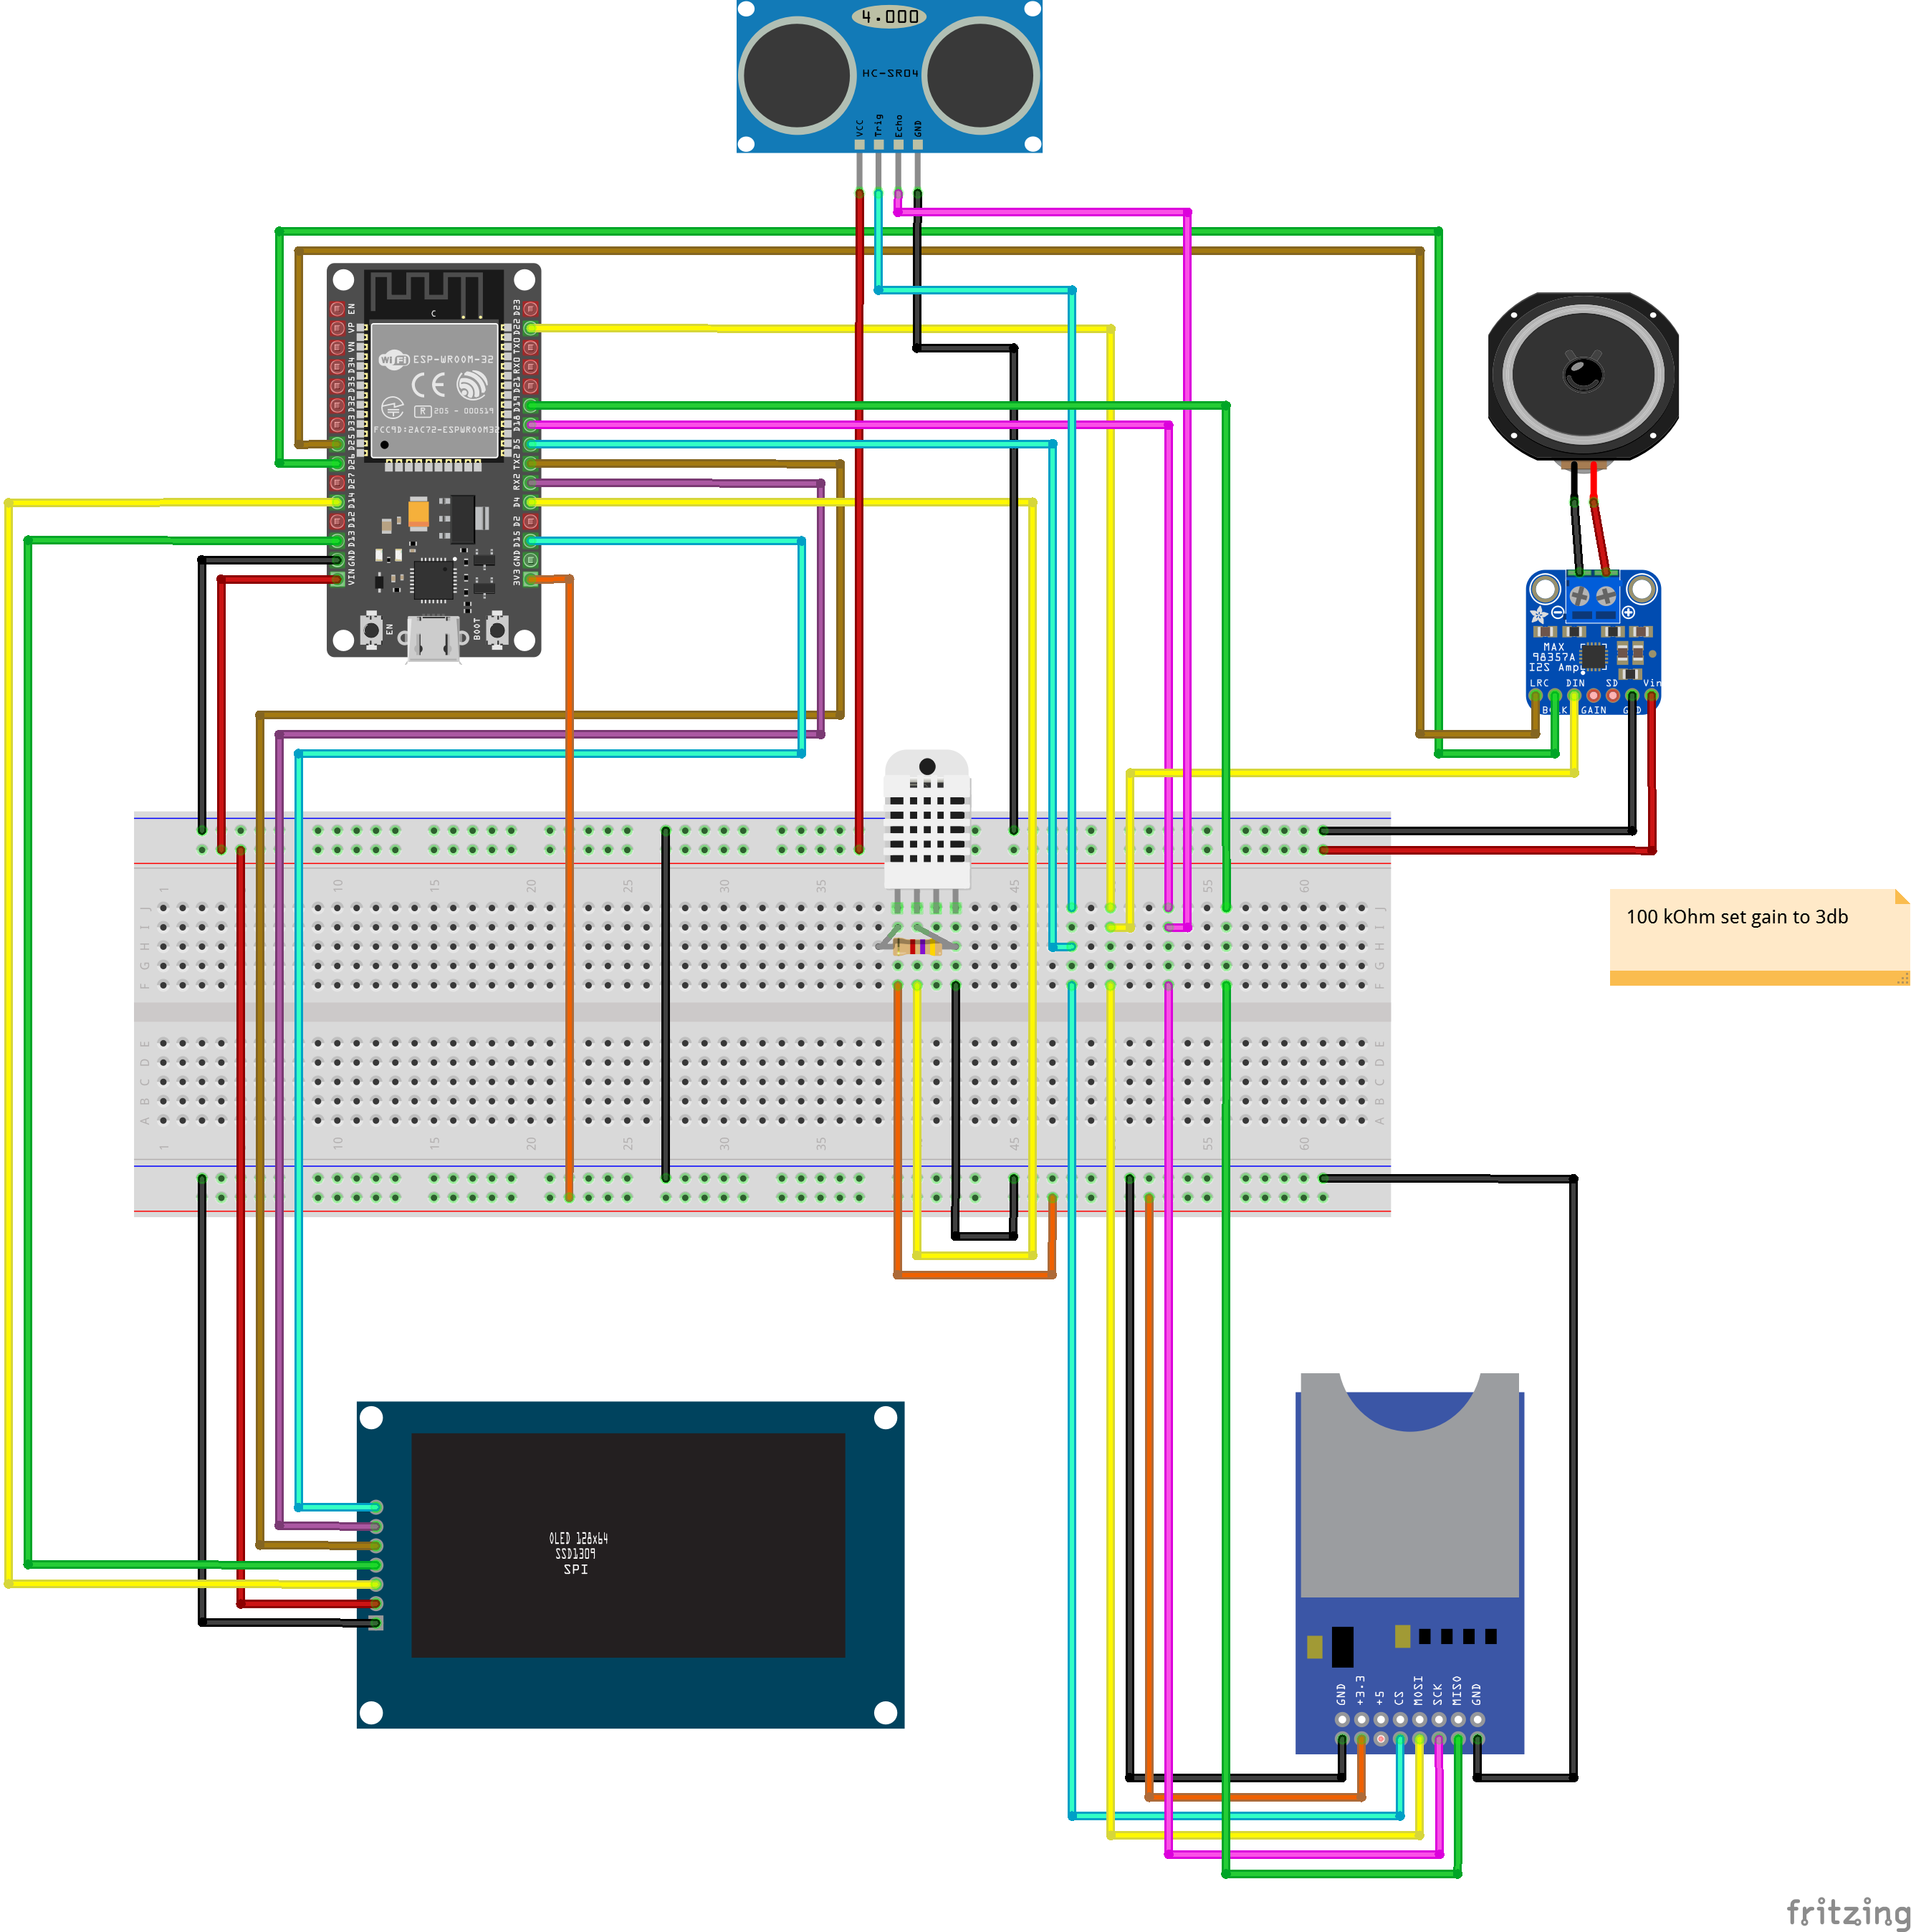 4.000
HC-SR04
VCC
Trig
Echo
GND
EN
VP
VN
D34
D35
D32
D33
D25
D26
D27
D14
D12
D13
GND
VIN
D23
D22
TX0
RX0
D21
D19
D18
D5
TX2
RX2
D4
D2
D15
GND
3V3
C
WiFi ESP-WROOM-32
CE
R 205 - 000519
FCC9D:2AC72-ESPWROOM32
EN
BOOT
MAX
98357A
I2S Amp
LRC DIN SD Vin
GAIN
100 kOhm set gain to 3db
1 10 15 20 25 30 35 45 55 60
J J
I I
H H
G G
F F
E E
D D
C C
B B
A A
1 10 15 20 25 30 35 45 55 60
OLED 128x64
SSD1309
SPI
GND
+3.3
+5
CS
MOSI
SCK
MISO
GND
fritzing